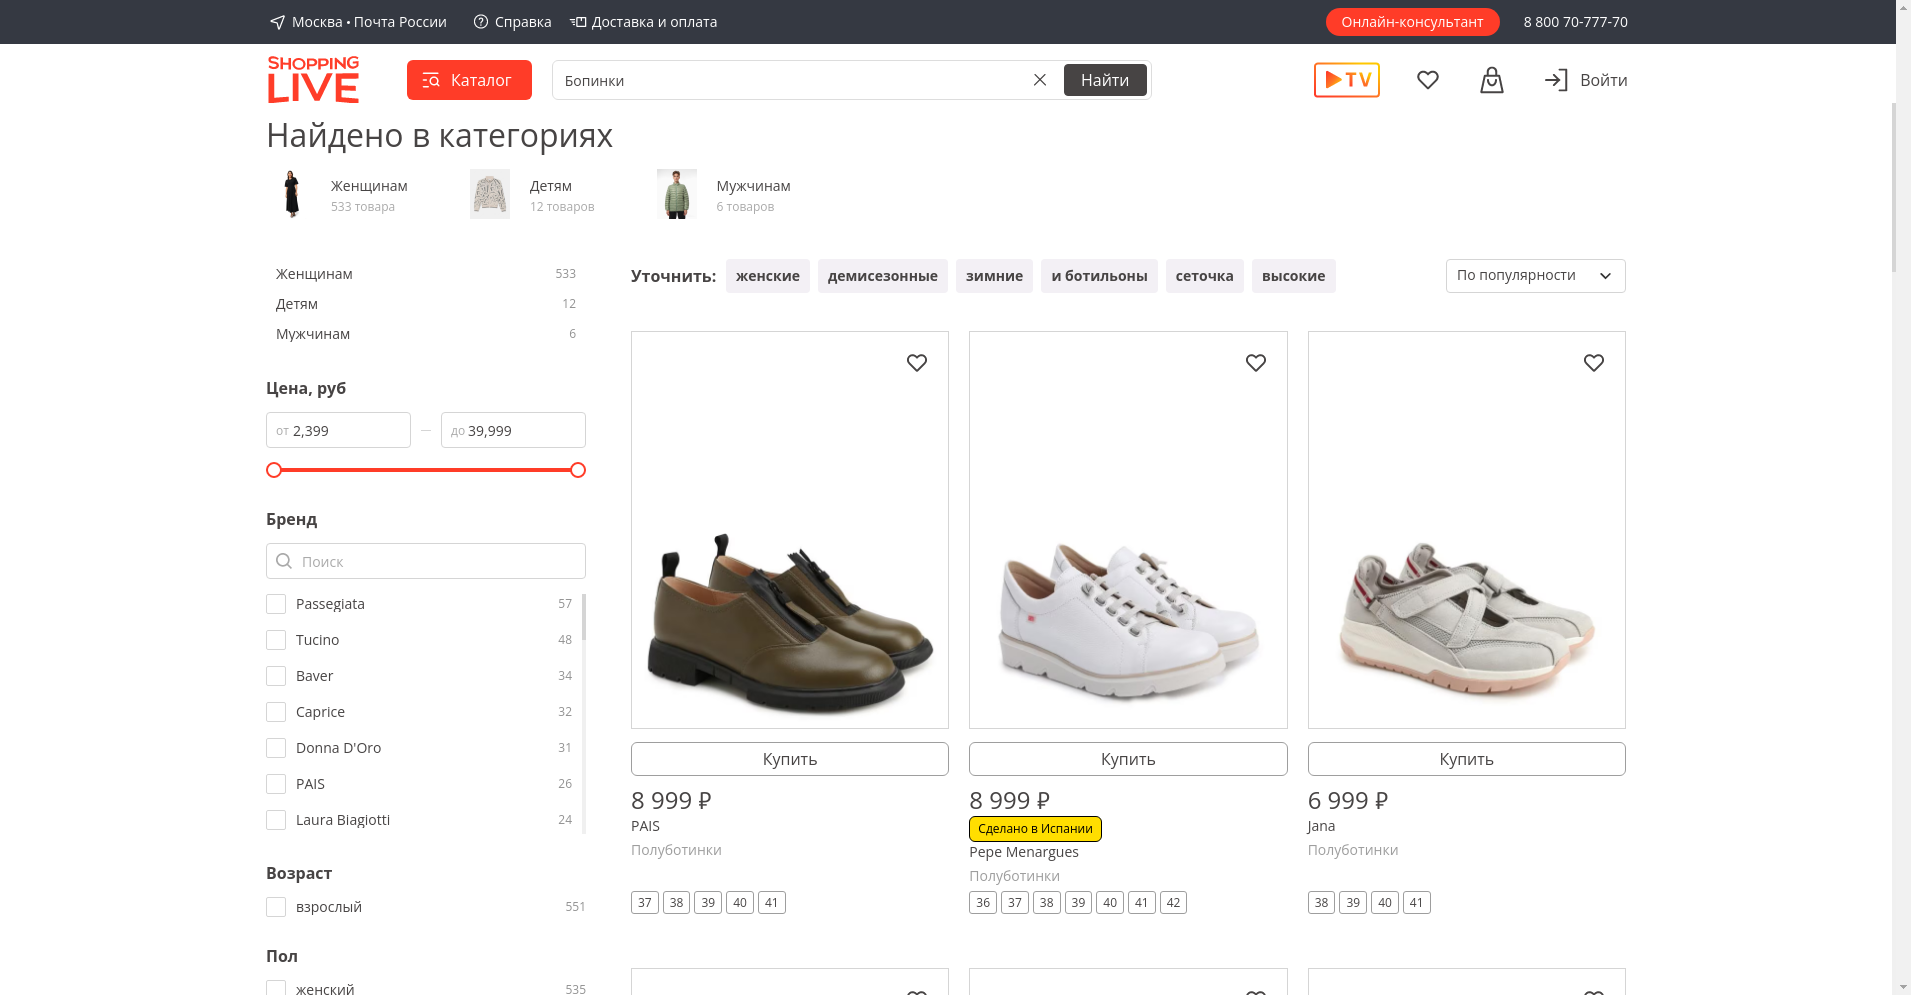 Москва • Почта России
Справка
Доставка и оплата
Онлайн-консультант
8 800 70-777-70
SHOPPING
LIVE
Каталог
Бопинки
Найти
TV
Войти
Найдено в категориях
Женщинам
533 товара
Детям
12 товаров
Мужчинам
6 товаров
Женщинам 533
Детям 12
Мужчинам 6
Цена, руб
от 2,399 — до 39,999
Бренд
Поиск
Passegiata 57
Tucino 48
Baver 34
Caprice 32
Donna D'Oro 31
PAIS 26
Laura Biagiotti 24
Возраст
взрослый 551
Пол
женский 535
Уточнить: женские демисезонные зимние и ботильоны сеточка высокие
По популярности
Купить
8 999 ₽
PAIS
Полуботинки
37 38 39 40 41
Купить
8 999 ₽
Сделано в Испании
Pepe Menargues
Полуботинки
36 37 38 39 40 41 42
Купить
6 999 ₽
Jana
Полуботинки
38 39 40 41